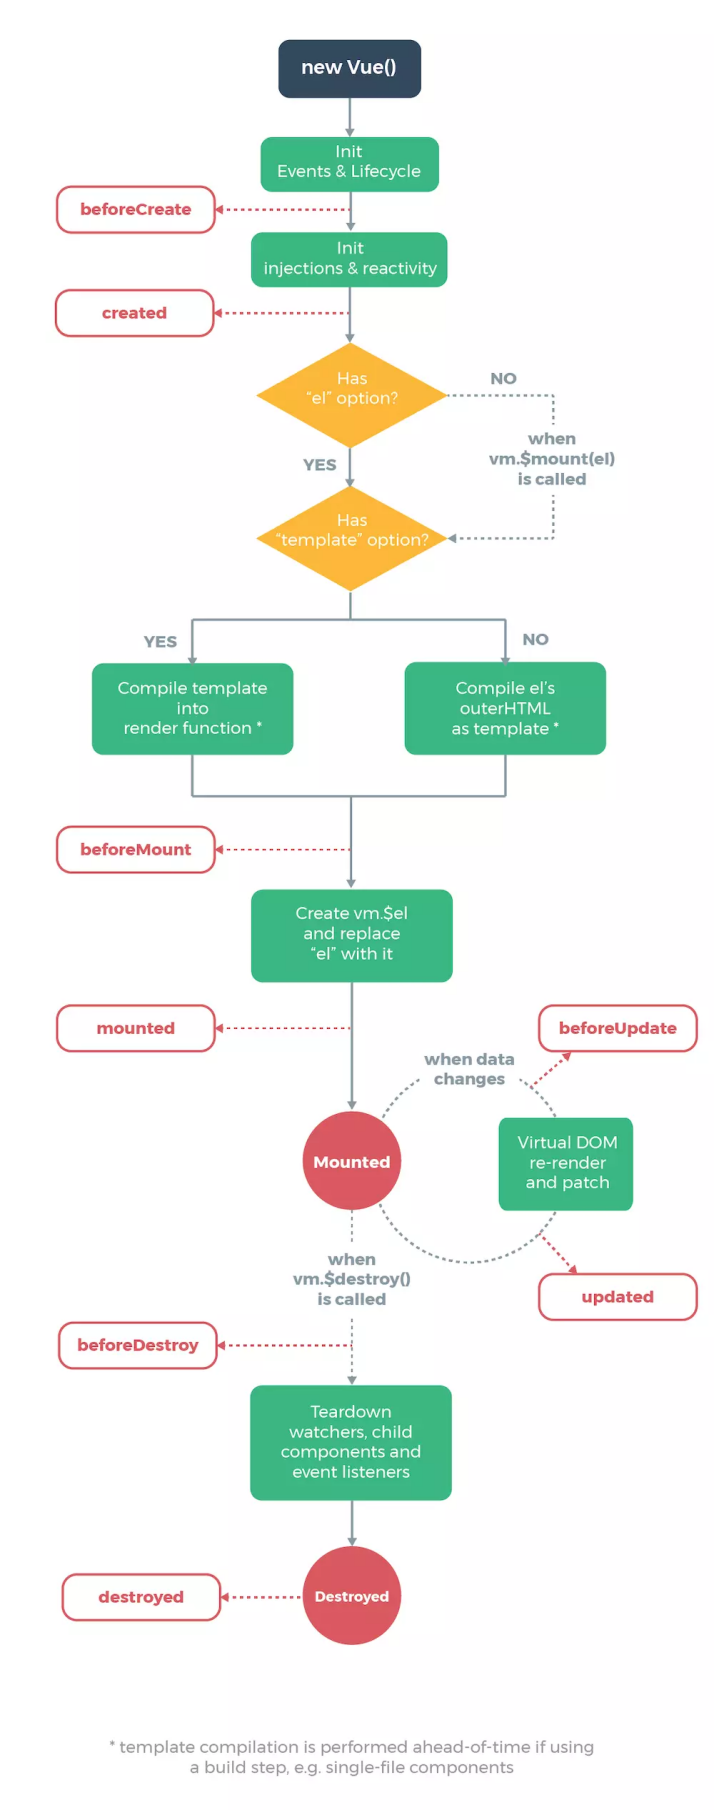 new Vue()
Init
Events & Lifecycle
beforeCreate
Init
injections & reactivity
created
Has
“el” option?
NO
when
vm.$mount(el)
is called
YES
Has
“template” option?
YES
NO
Compile template
into
render function *
Compile el’s
outerHTML
as template *
beforeMount
Create vm.$el
and replace
“el” with it
mounted
beforeUpdate
when data
changes
Mounted
Virtual DOM
re-render
and patch
when
vm.$destroy()
is called
updated
beforeDestroy
Teardown
watchers, child
components and
event listeners
destroyed
Destroyed
* template compilation is performed ahead-of-time if using
a build step, e.g. single-file components